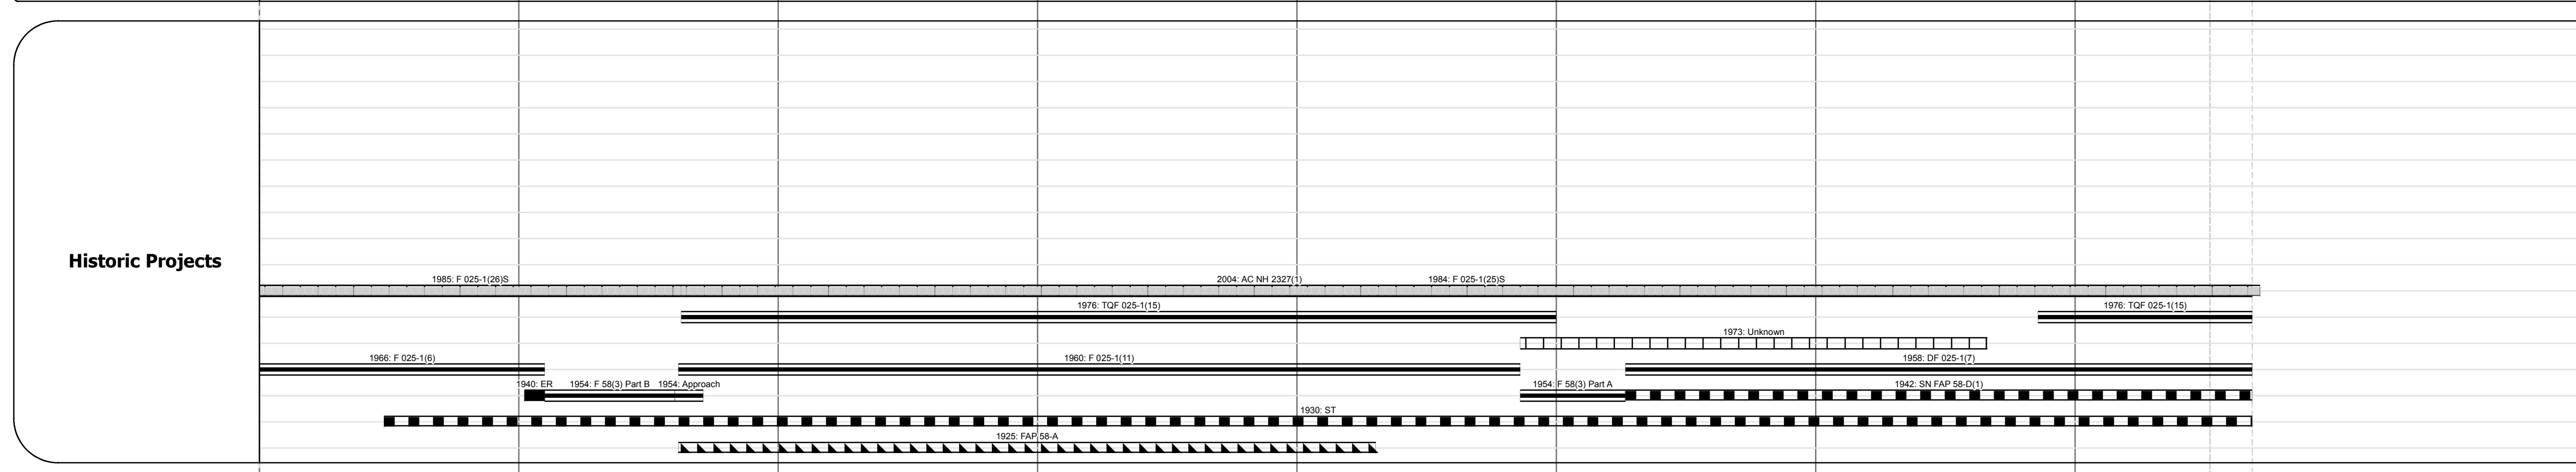 Historic Projects
1985: F 025-1(26)S
2004: AC NH 2327(1)
1984: F 025-1(25)S
1976: TQF 025-1(15)
1976: TQF 025-1(15)
1973: Unknown
1966: F 025-1(6)
1960: F 025-1(11)
1958: DF 025-1(7)
1940: ER
1954: F 58(3) Part B
1954: Approach
1954: F 58(3) Part A
1942: SN FAP 58-D(1)
1930: ST
1925: FAP 58-A